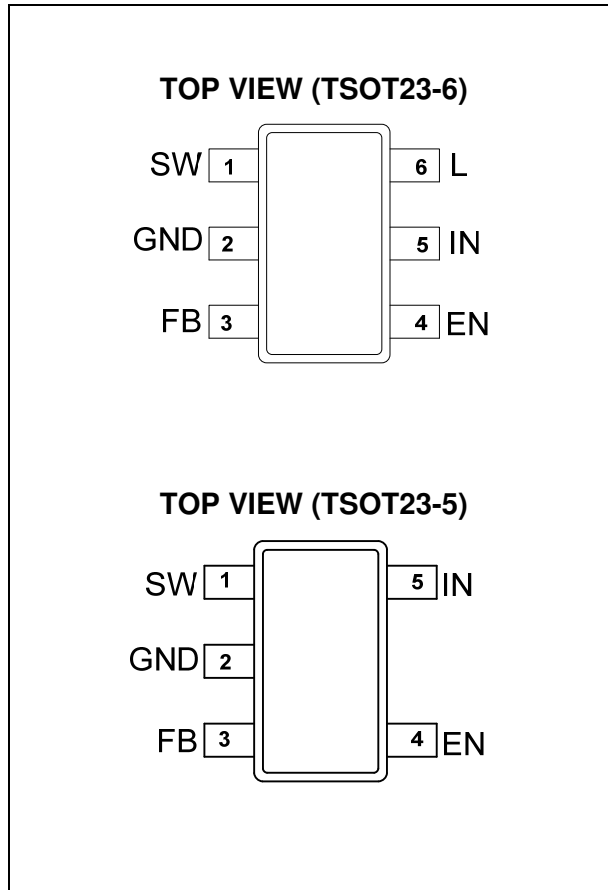 TOP VIEW (TSOT23-6)
SW 1 6 L
GND 2 5 IN
FB 3 4 EN
TOP VIEW (TSOT23-5)
SW 1 5 IN
GND 2
FB 3 4 EN